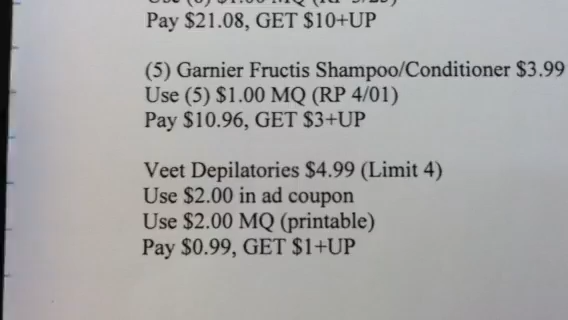 Pay $21.08, GET $10+UP
(5) Garnier Fructis Shampoo/Conditioner $3.99
Use (5) $1.00 MQ (RP 4/01)
Pay $10.96, GET $3+UP
Veet Depilatories $4.99 (Limit 4)
Use $2.00 in ad coupon
Use $2.00 MQ (printable)
Pay $0.99, GET $1+UP